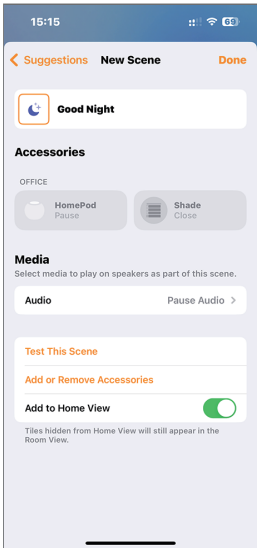 15:15
69
Suggestions New Scene Done
Good Night
Accessories
OFFICE
HomePod
Pause
Shade
Close
Media
Select media to play on speakers as part of this scene.
Audio Pause Audio
Test This Scene
Add or Remove Accessories
Add to Home View
Tiles hidden from Home View will still appear in the
Room View.